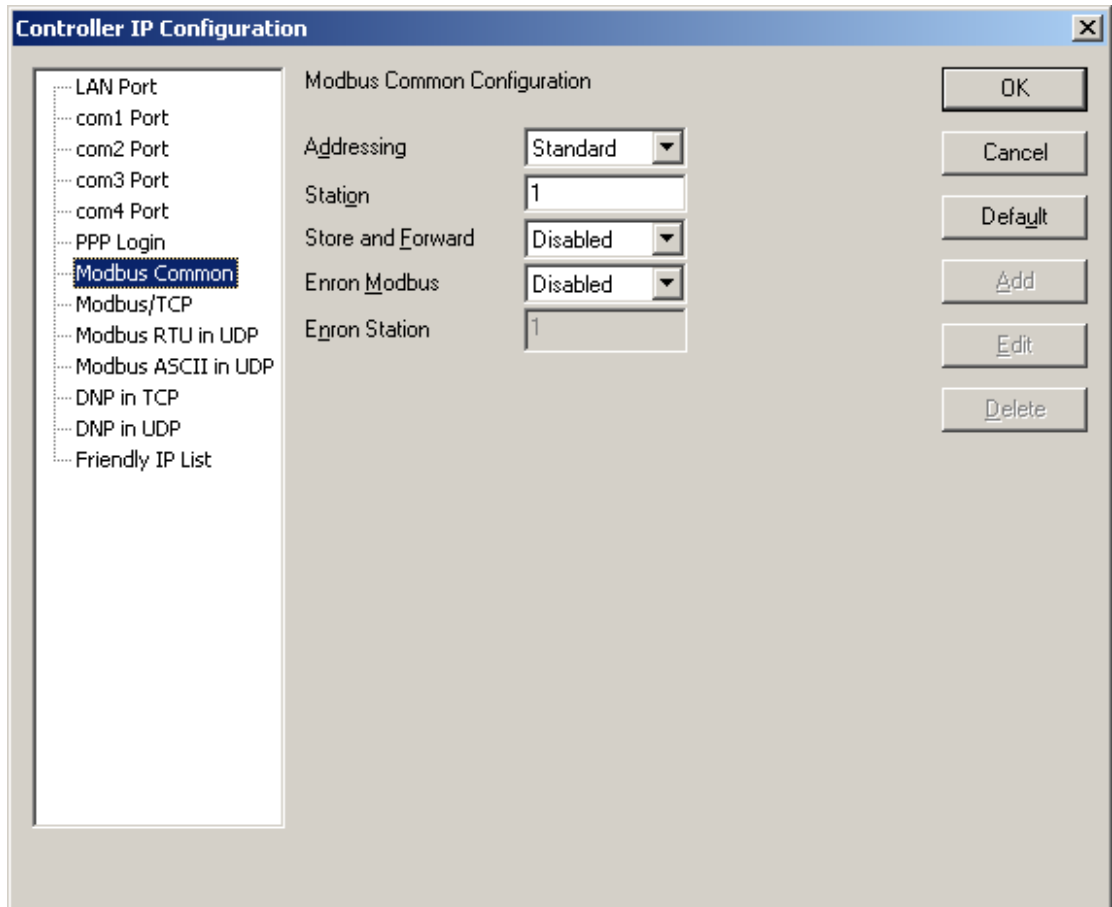 Controller IP Configuration
LAN Port
com1 Port
com2 Port
com3 Port
com4 Port
PPP Login
Modbus Common
Modbus/TCP
Modbus RTU in UDP
Modbus ASCII in UDP
DNP in TCP
DNP in UDP
Friendly IP List
Modbus Common Configuration
Addressing Standard
Station 1
Store and Forward Disabled
Enron Modbus Disabled
Enron Station 1
OK
Cancel
Default
Add
Edit
Delete